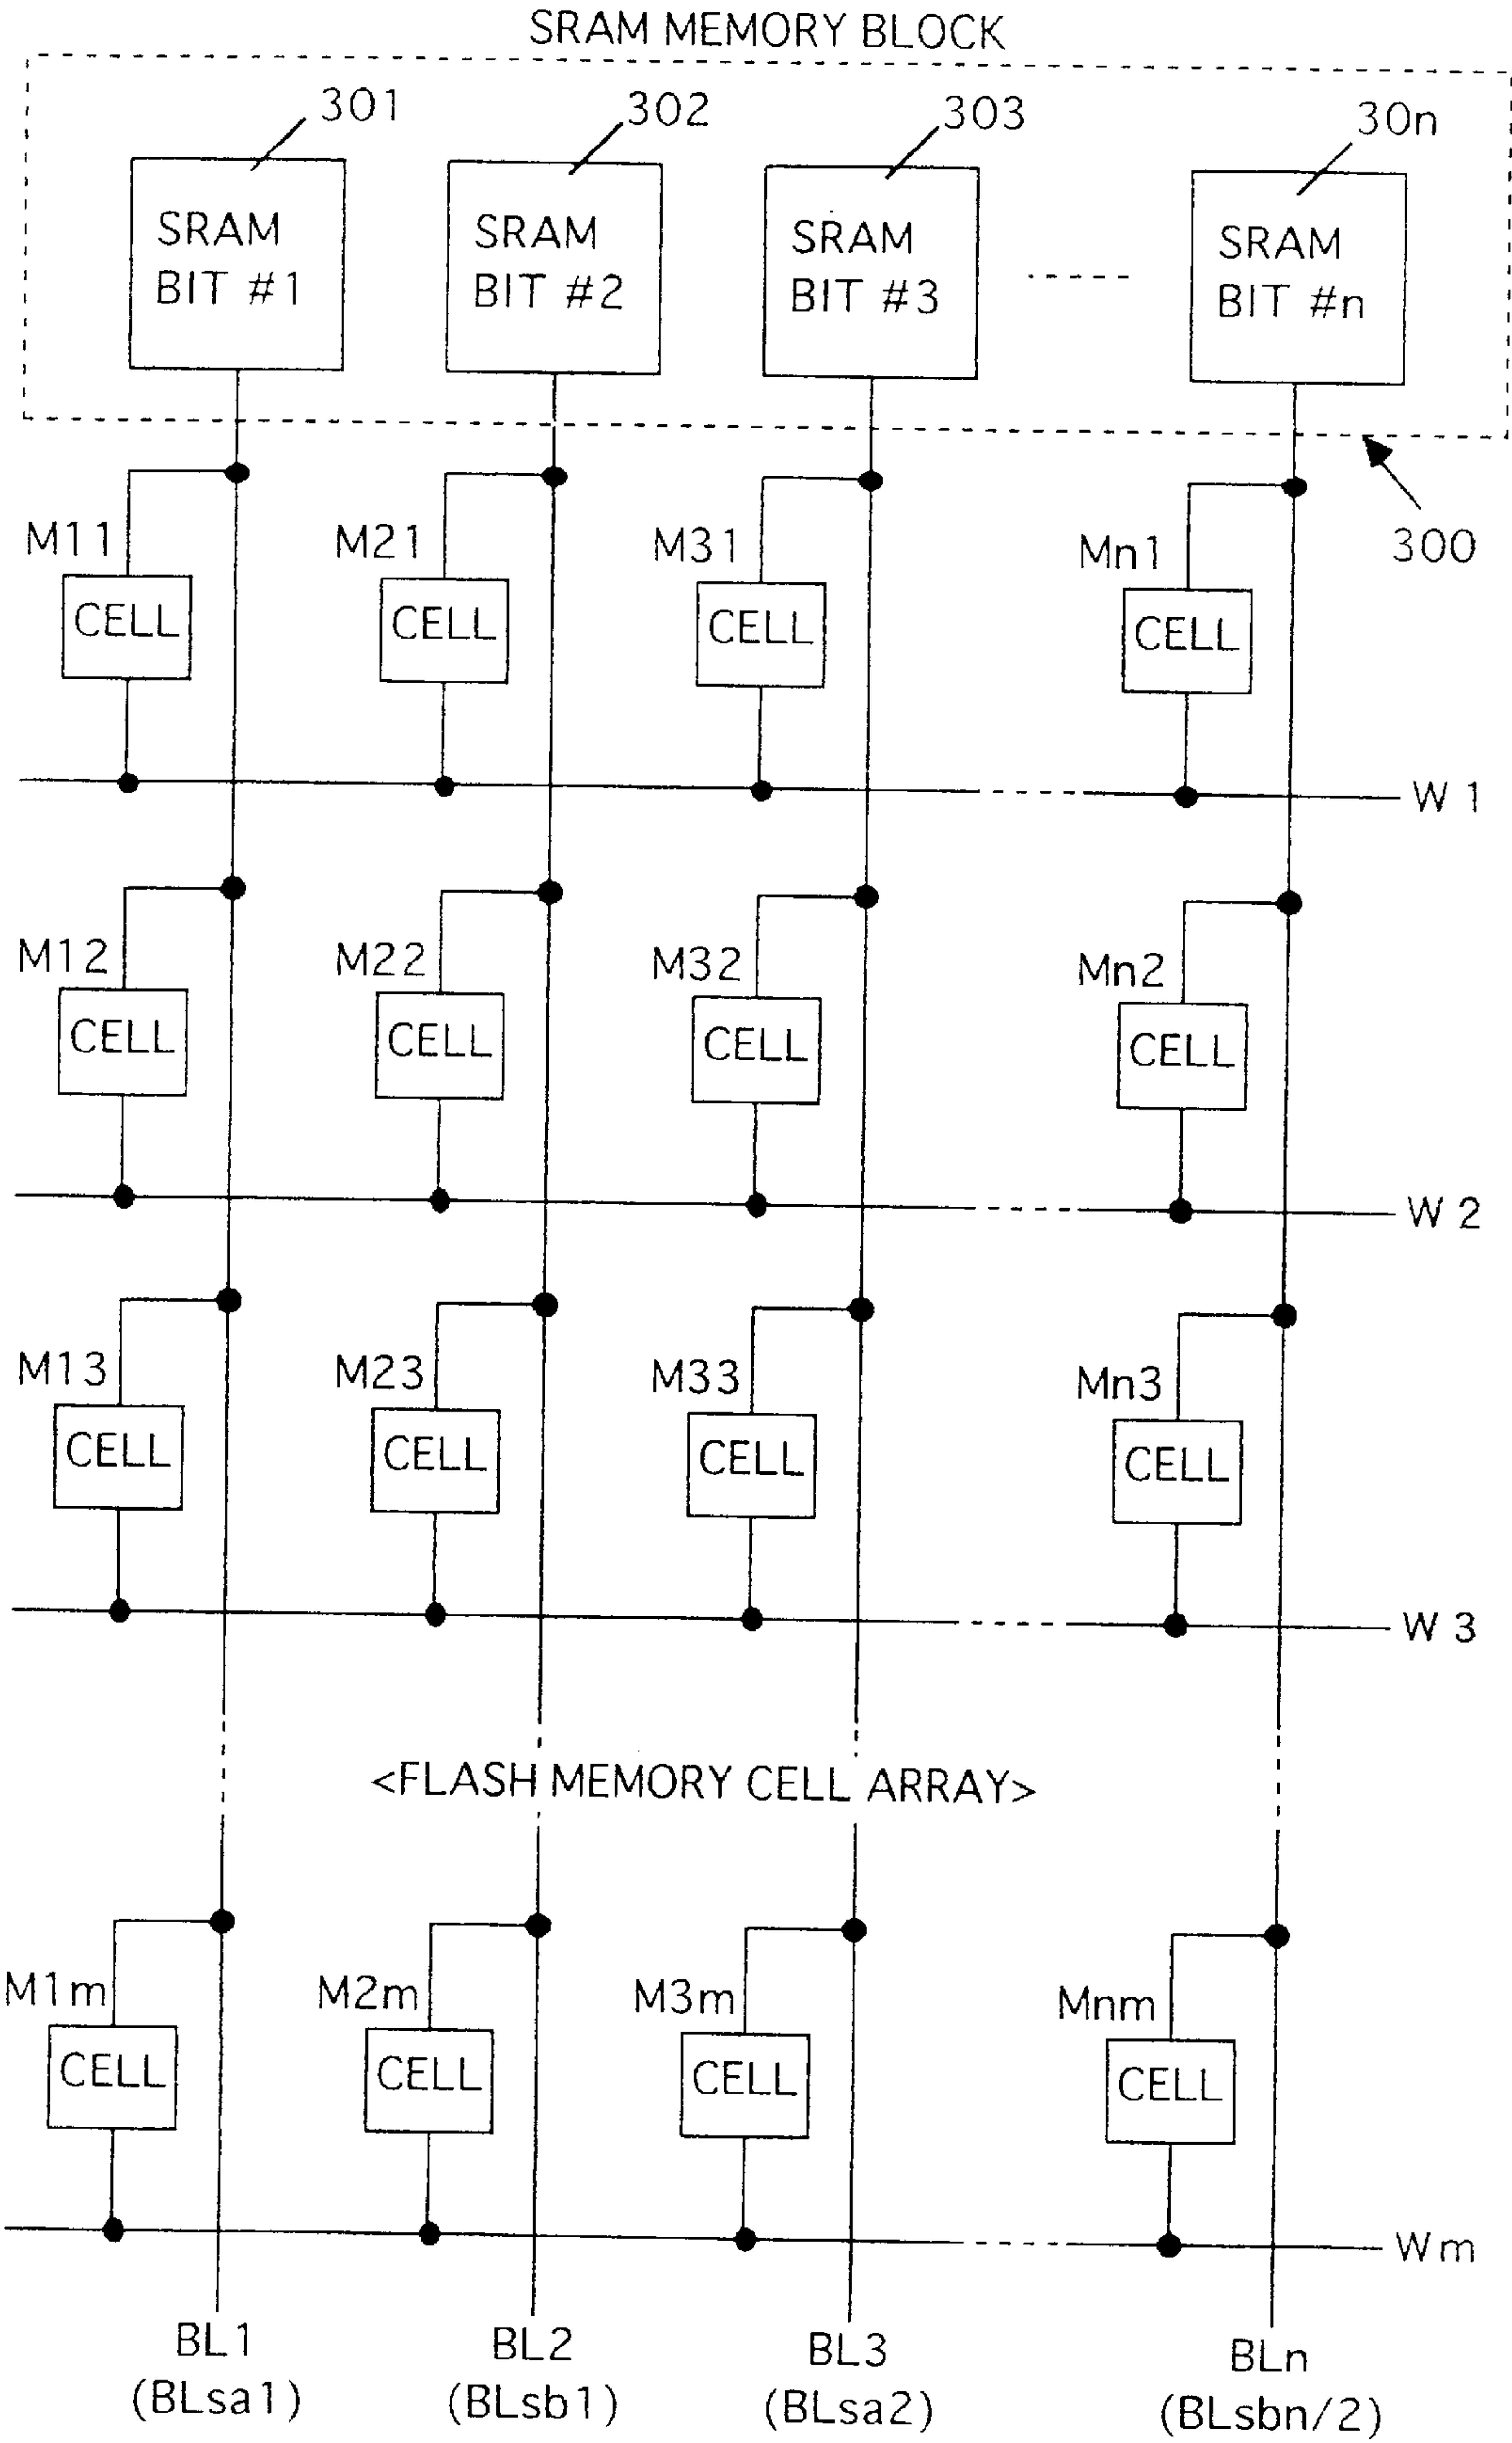 SRAM MEMORY BLOCK
301 302 303 30n
SRAM BIT #1
SRAM BIT #2
SRAM BIT #3
SRAM BIT #n
300
M11 M21 M31 Mn1
CELL CELL CELL CELL
W1
M12 M22 M32 Mn2
CELL CELL CELL CELL
W2
M13 M23 M33 Mn3
CELL CELL CELL CELL
W3
<FLASH MEMORY CELL ARRAY>
M1m M2m M3m Mnm
CELL CELL CELL CELL
Wm
BL1 BL2 BL3 BLn
(BLsa1) (BLsb1) (BLsa2) (BLsbn/2)